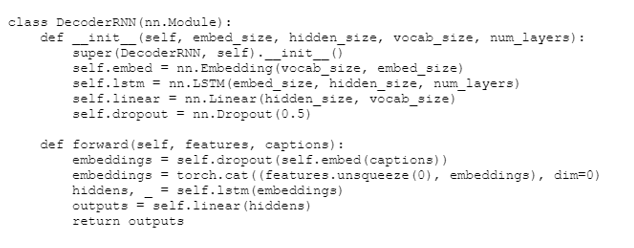 class DecoderRNN(nn.Module):
    def __init__(self, embed_size, hidden_size, vocab_size, num_layers):
        super(DecoderRNN, self).__init__()
        self.embed = nn.Embedding(vocab_size, embed_size)
        self.lstm = nn.LSTM(embed_size, hidden_size, num_layers)
        self.linear = nn.Linear(hidden_size, vocab_size)
        self.dropout = nn.Dropout(0.5)

    def forward(self, features, captions):
        embeddings = self.dropout(self.embed(captions))
        embeddings = torch.cat((features.unsqueeze(0), embeddings), dim=0)
        hiddens, _ = self.lstm(embeddings)
        outputs = self.linear(hiddens)
        return outputs